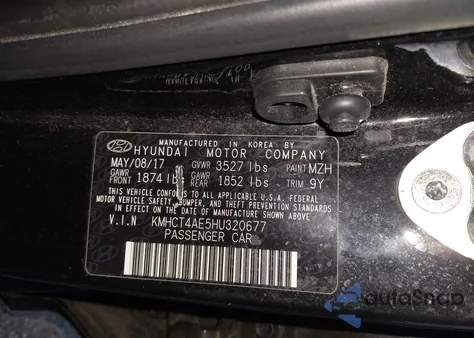 MANUFACTURED IN KOREA BY
HYUNDAI MOTOR COMPANY
MAY/08/17 GVWR 3527 lbs PAINT MZH
GAWR FRONT 1874 lbs GAWR REAR 1852 lbs TRIM 9Y
THIS VEHICLE CONFORMS TO ALL APPLICABLE U.S.A. FEDERAL
MOTOR VEHICLE SAFETY, BUMPER, AND THEFT PREVENTION STANDARDS
IN EFFECT ON THE DATE OF MANUFACTURE SHOWN ABOVE.
V.I.N KMHCT4AE5HU320677
PASSENGER CAR
autoSnap